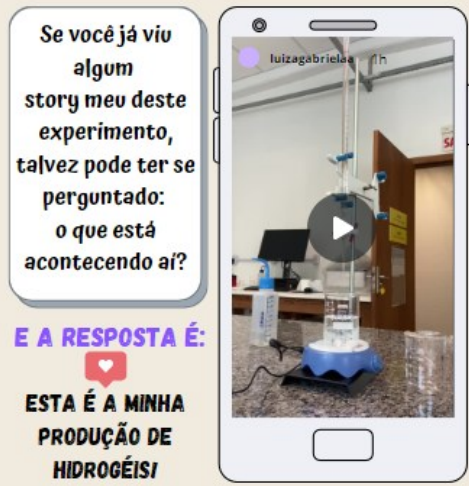 Se você já viu
algum
story meu deste
experimento,
talvez pode ter se
perguntado:
o que está
acontecendo aí?
E A RESPOSTA É:
ESTA É A MINHA
PRODUÇÃO DE
HIDROGÉIS!
luizagabrielaa 1h